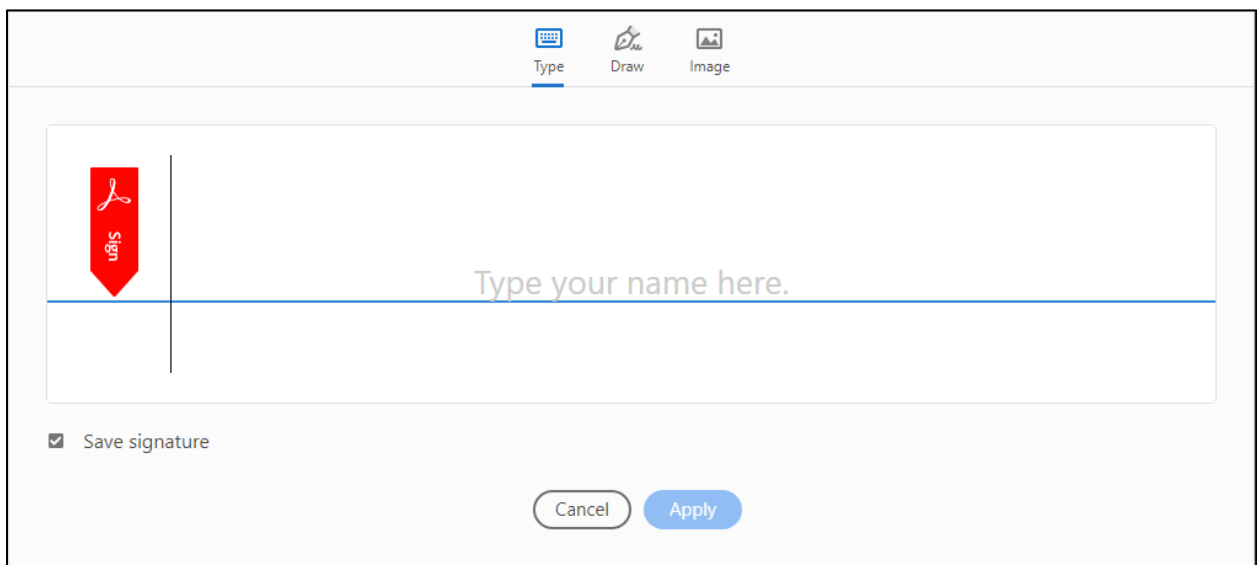 Type Draw Image
Sign
Type your name here.
Save signature
Cancel Apply